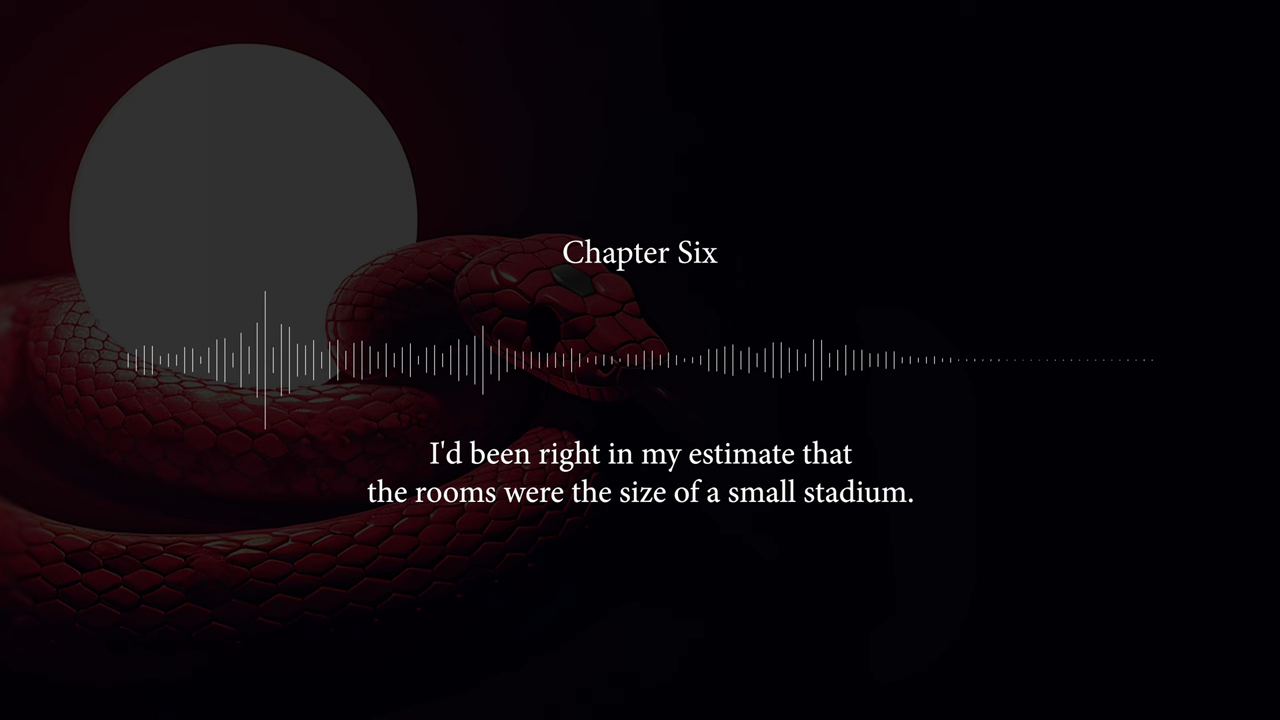 Chapter Six
I'd been right in my estimate that
the rooms were the size of a small stadium.